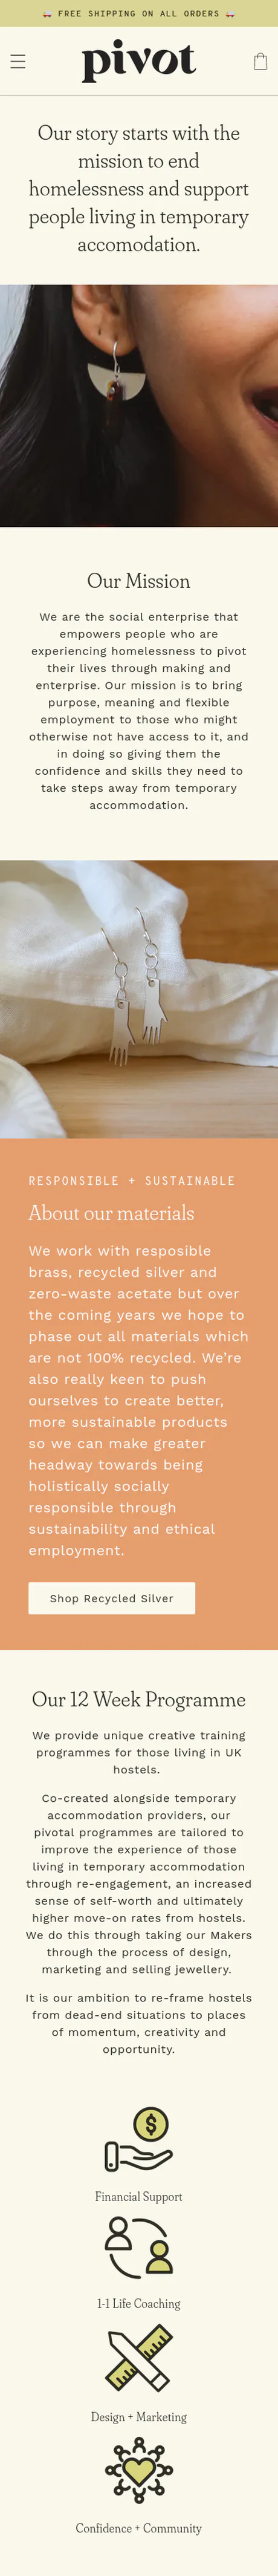 FREE SHIPPING ON ALL ORDERS
pivot
Our story starts with the
mission to end
homelessness and support
people living in temporary
accomodation.
Our Mission
We are the social enterprise that
empowers people who are
experiencing homelessness to pivot
their lives through making and
enterprise. Our mission is to bring
purpose, meaning and flexible
employment to those who might
otherwise not have access to it, and
in doing so giving them the
confidence and skills they need to
take steps away from temporary
accommodation.
RESPONSIBLE + SUSTAINABLE
About our materials
We work with resposible
brass, recycled silver and
zero-waste acetate but over
the coming years we hope to
phase out all materials which
are not 100% recycled. We're
also really keen to push
ourselves to create better,
more sustainable products
so we can make greater
headway towards being
holistically socially
responsible through
sustainability and ethical
employment.
Shop Recycled Silver
Our 12 Week Programme
We provide unique creative training
programmes for those living in UK
hostels.
Co-created alongside temporary
accommodation providers, our
pivotal programmes are tailored to
improve the experience of those
living in temporary accommodation
through re-engagement, an increased
sense of self-worth and ultimately
higher move-on rates from hostels.
We do this through taking our Makers
through the process of design,
marketing and selling jewellery.
It is our ambition to re-frame hostels
from dead-end situations to places
of momentum, creativity and
opportunity.
$
Financial Support
1-1 Life Coaching
Design + Marketing
Confidence + Community